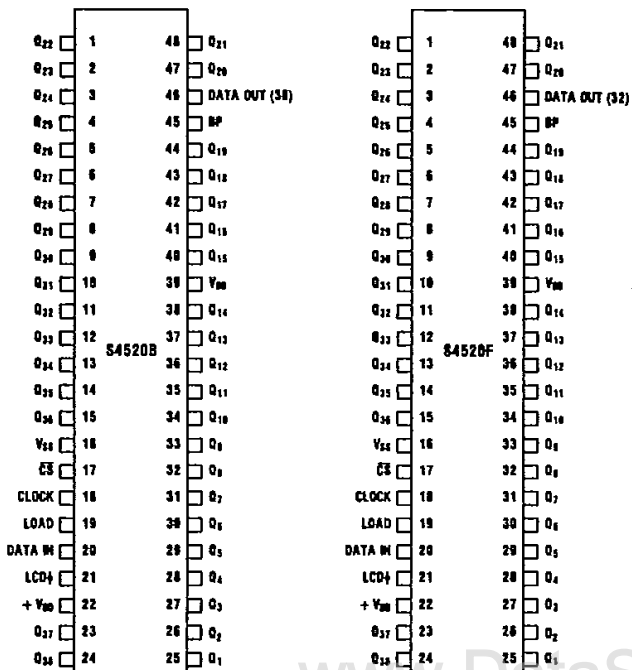 Q₂₂ 1 48 Q₂₁
Q₂₃ 2 47 Q₂₀
Q₂₄ 3 46 DATA OUT (38)
Q₂₅ 4 45 BP
Q₂₆ 5 44 Q₁₉
Q₂₇ 6 43 Q₁₈
Q₂₈ 7 42 Q₁₇
Q₂₉ 8 41 Q₁₆
Q₃₀ 9 40 Q₁₅
Q₃₁ 10 39 V_DD
Q₃₂ 11 38 Q₁₄
Q₃₃ 12 37 Q₁₃
S4520B
Q₃₄ 13 36 Q₁₂
Q₃₅ 14 35 Q₁₁
Q₃₆ 15 34 Q₁₀
V_SS 16 33 Q₉
C̅S̅ 17 32 Q₈
CLOCK 18 31 Q₇
LOAD 19 30 Q₆
DATA IN 20 29 Q₅
LCDϕ 21 28 Q₄
+ V_DD 22 27 Q₃
Q₃₇ 23 26 Q₂
Q₃₈ 24 25 Q₁
Q₂₂ 1 48 Q₂₁
Q₂₃ 2 47 Q₂₀
Q₂₄ 3 46 DATA OUT (32)
Q₂₅ 4 45 BP
Q₂₆ 5 44 Q₁₉
Q₂₇ 6 43 Q₁₈
Q₂₈ 7 42 Q₁₇
Q₂₉ 8 41 Q₁₆
Q₃₀ 9 40 Q₁₅
Q₃₁ 10 39 V_DD
Q₃₂ 11 38 Q₁₄
Q₃₃ 12 37 Q₁₃
S4520F
Q₃₄ 13 36 Q₁₂
Q₃₅ 14 35 Q₁₁
Q₃₆ 15 34 Q₁₀
V_SS 16 33 Q₉
C̅S̅ 17 32 Q₈
CLOCK 18 31 Q₇
LOAD 19 30 Q₆
DATA IN 20 29 Q₅
LCDϕ 21 28 Q₄
+ V_DD 22 27 Q₃
Q₃₇ 23 26 Q₂
Q₃₈ 24 25 Q₁
www.DataS